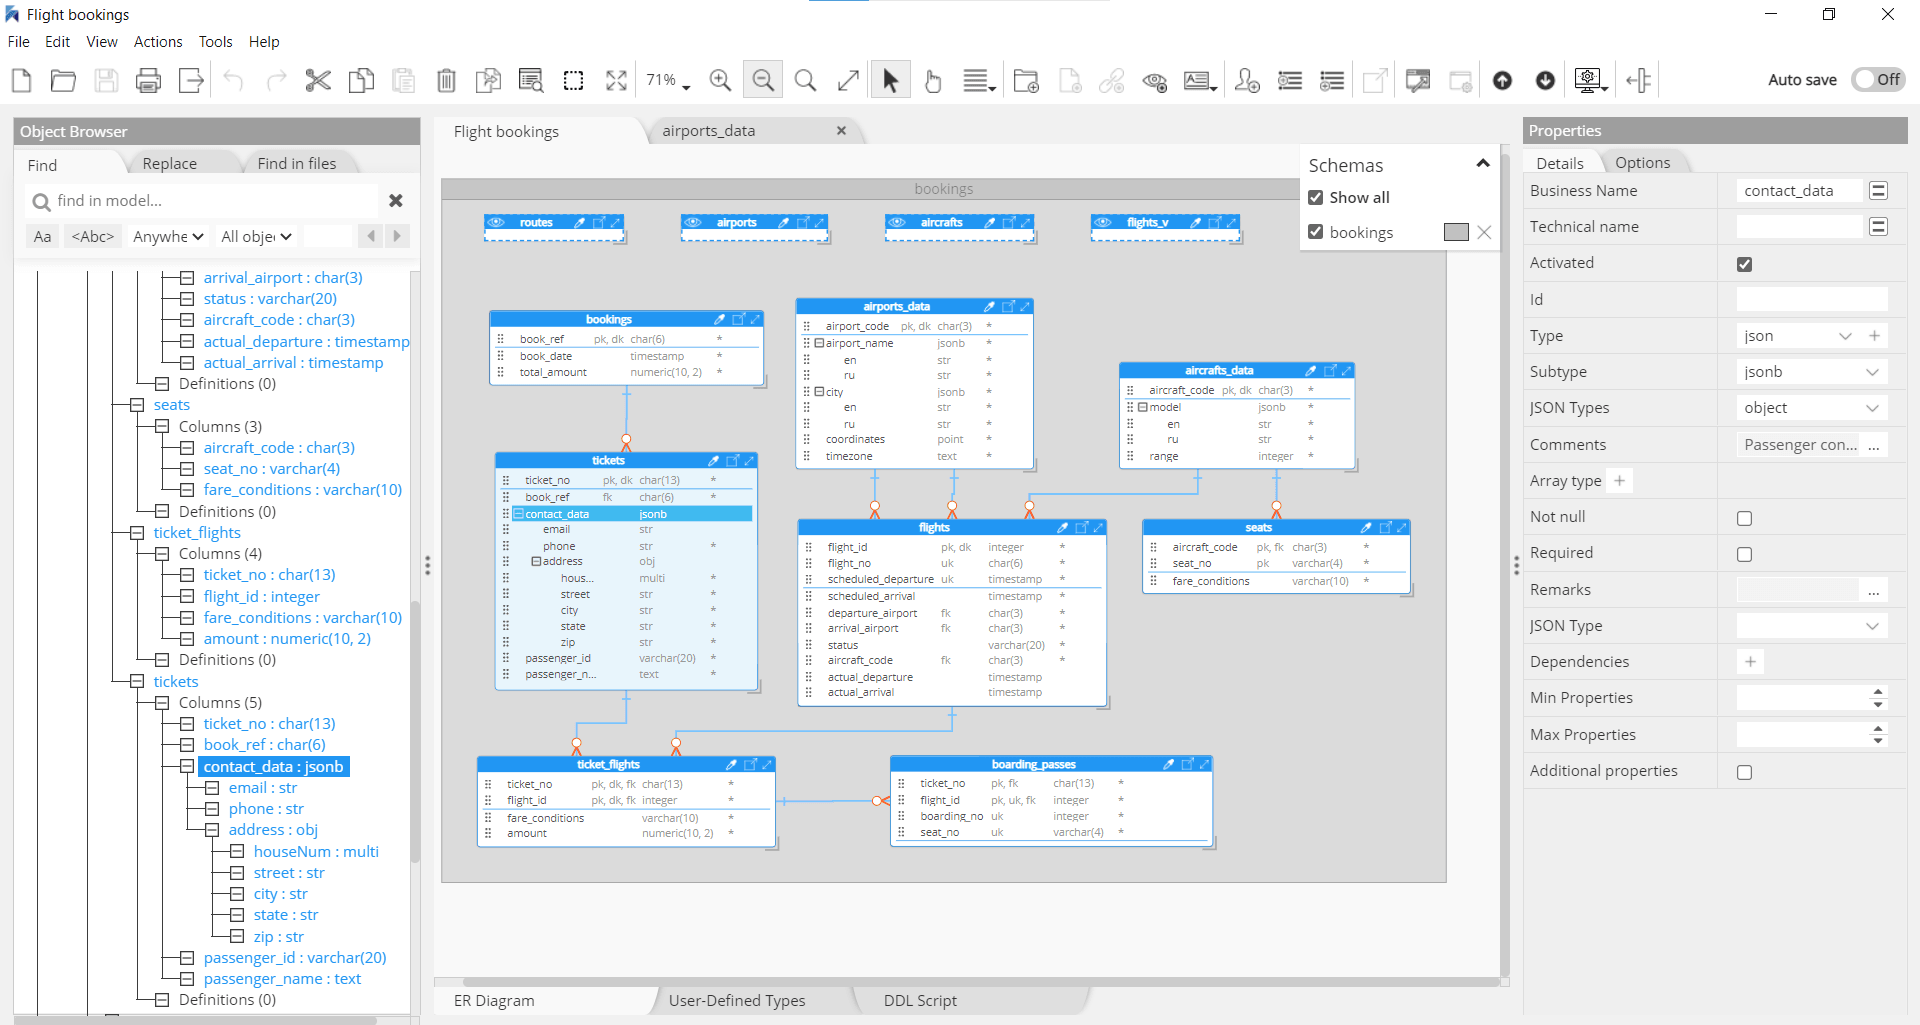 Flight bookings
File Edit View Actions Tools Help
71%
Auto save Off
Object Browser
Find Replace Find in files
find in model...
Aa <Abc> Anywhe All obje
arrival_airport : char(3)
status : varchar(20)
aircraft_code : char(3)
actual_departure : timestamp
actual_arrival : timestamp
Definitions (0)
seats
Columns (3)
aircraft_code : char(3)
seat_no : varchar(4)
fare_conditions : varchar(10)
Definitions (0)
ticket_flights
Columns (4)
ticket_no : char(13)
flight_id : integer
fare_conditions : varchar(10)
amount : numeric(10, 2)
Definitions (0)
tickets
Columns (5)
ticket_no : char(13)
book_ref : char(6)
contact_data : jsonb
email : str
phone : str
address : obj
houseNum : multi
street : str
city : str
state : str
zip : str
passenger_id : varchar(20)
passenger_name : text
Definitions (0)
Flight bookings airports_data
bookings
routes airports aircrafts flights_v
Schemas
Show all
bookings
bookings
book_ref pk, dk char(6) *
book_date timestamp *
total_amount numeric(10, 2) *
airports_data
airport_code pk, dk char(3) *
airport_name jsonb *
en str *
ru str *
city jsonb *
en str *
ru str *
coordinates point *
timezone text *
aircrafts_data
aircraft_code pk, dk char(3) *
model jsonb *
en str *
ru str *
range integer *
tickets
ticket_no pk, dk char(13) *
book_ref fk char(6) *
contact_data jsonb
email str
phone str *
address obj
hous... multi *
street str *
city str *
state str *
zip str *
passenger_id varchar(20) *
passenger_n... text *
flights
flight_id pk, dk integer *
flight_no uk char(6) *
scheduled_departure uk timestamp *
scheduled_arrival timestamp *
departure_airport fk char(3) *
arrival_airport fk char(3) *
status varchar(20) *
aircraft_code fk char(3) *
actual_departure timestamp
actual_arrival timestamp
seats
aircraft_code pk, fk char(3) *
seat_no pk varchar(4) *
fare_conditions varchar(10) *
ticket_flights
ticket_no pk, dk, fk char(13) *
flight_id pk, dk, fk integer *
fare_conditions varchar(10) *
amount numeric(10, 2) *
boarding_passes
ticket_no pk, fk char(13) *
flight_id pk, uk, fk integer *
boarding_no uk integer *
seat_no uk varchar(4) *
ER Diagram User-Defined Types DDL Script
Properties
Details Options
Business Name contact_data
Technical name
Activated
Id
Type json
Subtype jsonb
JSON Types object
Comments Passenger con... ...
Array type
Not null
Required
Remarks ...
JSON Type
Dependencies
Min Properties
Max Properties
Additional properties